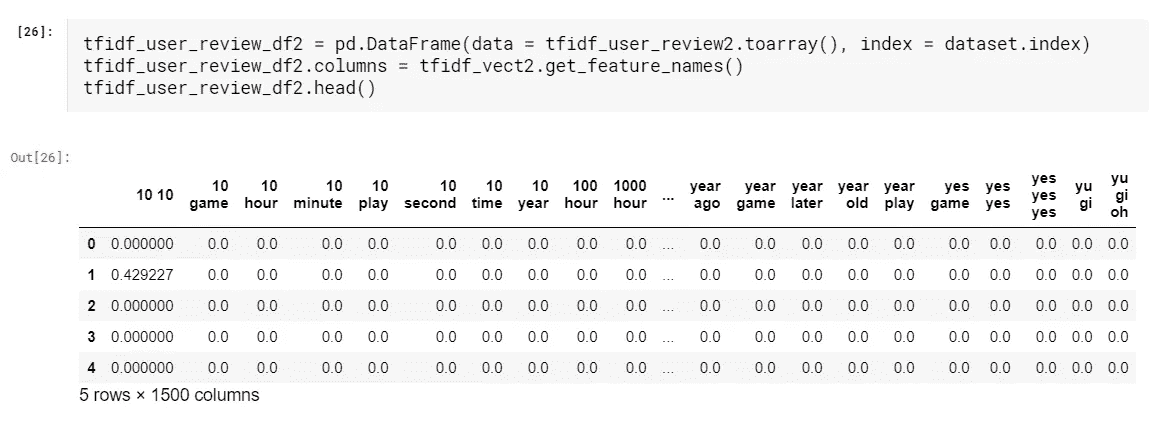 [26]:
tfidf_user_review_df2 = pd.DataFrame(data = tfidf_user_review2.toarray(), index = dataset.index)
tfidf_user_review_df2.columns = tfidf_vect2.get_feature_names()
tfidf_user_review_df2.head()
Out[26]:
10 10 10 game 10 hour 10 minute 10 play 10 second 10 time 10 year 100 hour 1000 hour ... year ago year game year later year old year play yes game yes yes yes yes yes yu gi yu gi oh
0 0.000000 0.0 0.0 0.0 0.0 0.0 0.0 0.0 0.0 0.0 ... 0.0 0.0 0.0 0.0 0.0 0.0 0.0 0.0 0.0 0.0
1 0.429227 0.0 0.0 0.0 0.0 0.0 0.0 0.0 0.0 0.0 ... 0.0 0.0 0.0 0.0 0.0 0.0 0.0 0.0 0.0 0.0
2 0.000000 0.0 0.0 0.0 0.0 0.0 0.0 0.0 0.0 0.0 ... 0.0 0.0 0.0 0.0 0.0 0.0 0.0 0.0 0.0 0.0
3 0.000000 0.0 0.0 0.0 0.0 0.0 0.0 0.0 0.0 0.0 ... 0.0 0.0 0.0 0.0 0.0 0.0 0.0 0.0 0.0 0.0
4 0.000000 0.0 0.0 0.0 0.0 0.0 0.0 0.0 0.0 0.0 ... 0.0 0.0 0.0 0.0 0.0 0.0 0.0 0.0 0.0 0.0
5 rows × 1500 columns